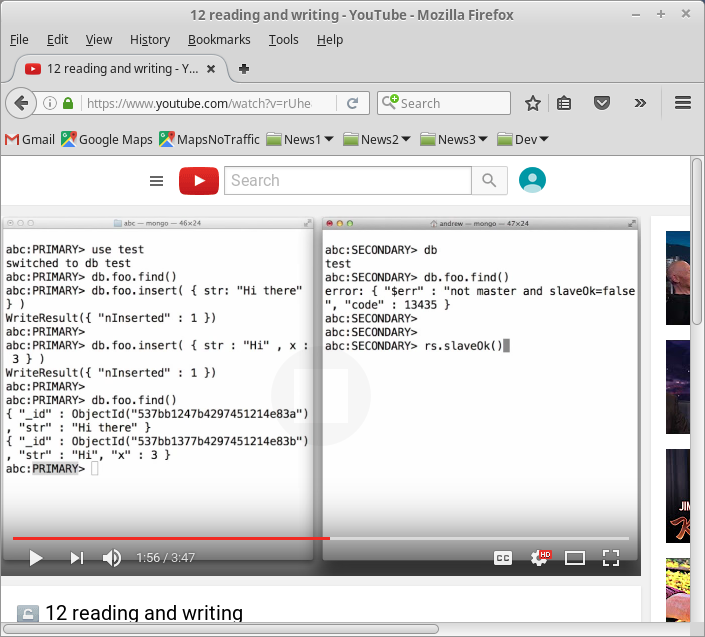 12 reading and writing - YouTube - Mozilla Firefox
File Edit View History Bookmarks Tools Help
12 reading and writing - Y...
https://www.youtube.com/watch?v=rUhe
Search
Gmail Google Maps MapsNoTraffic News1 News2 News3 Dev
Search
abc — mongo — 46×24
abc:PRIMARY> use test
switched to db test
abc:PRIMARY> db.foo.find()
abc:PRIMARY> db.foo.insert( { str: "Hi there"
} )
WriteResult({ "nInserted" : 1 })
abc:PRIMARY>
abc:PRIMARY> db.foo.insert( { str : "Hi" , x :
3 } )
WriteResult({ "nInserted" : 1 })
abc:PRIMARY>
abc:PRIMARY> db.foo.find()
{ "_id" : ObjectId("537bb1247b4297451214e83a")
, "str" : "Hi there" }
{ "_id" : ObjectId("537bb1377b4297451214e83b")
, "str" : "Hi", "x" : 3 }
abc:PRIMARY>
andrew — mongo — 47×24
abc:SECONDARY> db
test
abc:SECONDARY> db.foo.find()
error: { "$err" : "not master and slaveOk=false
", "code" : 13435 }
abc:SECONDARY>
abc:SECONDARY>
abc:SECONDARY> rs.slaveOk()
1:56 / 3:47
CC HD
JIM
12 reading and writing